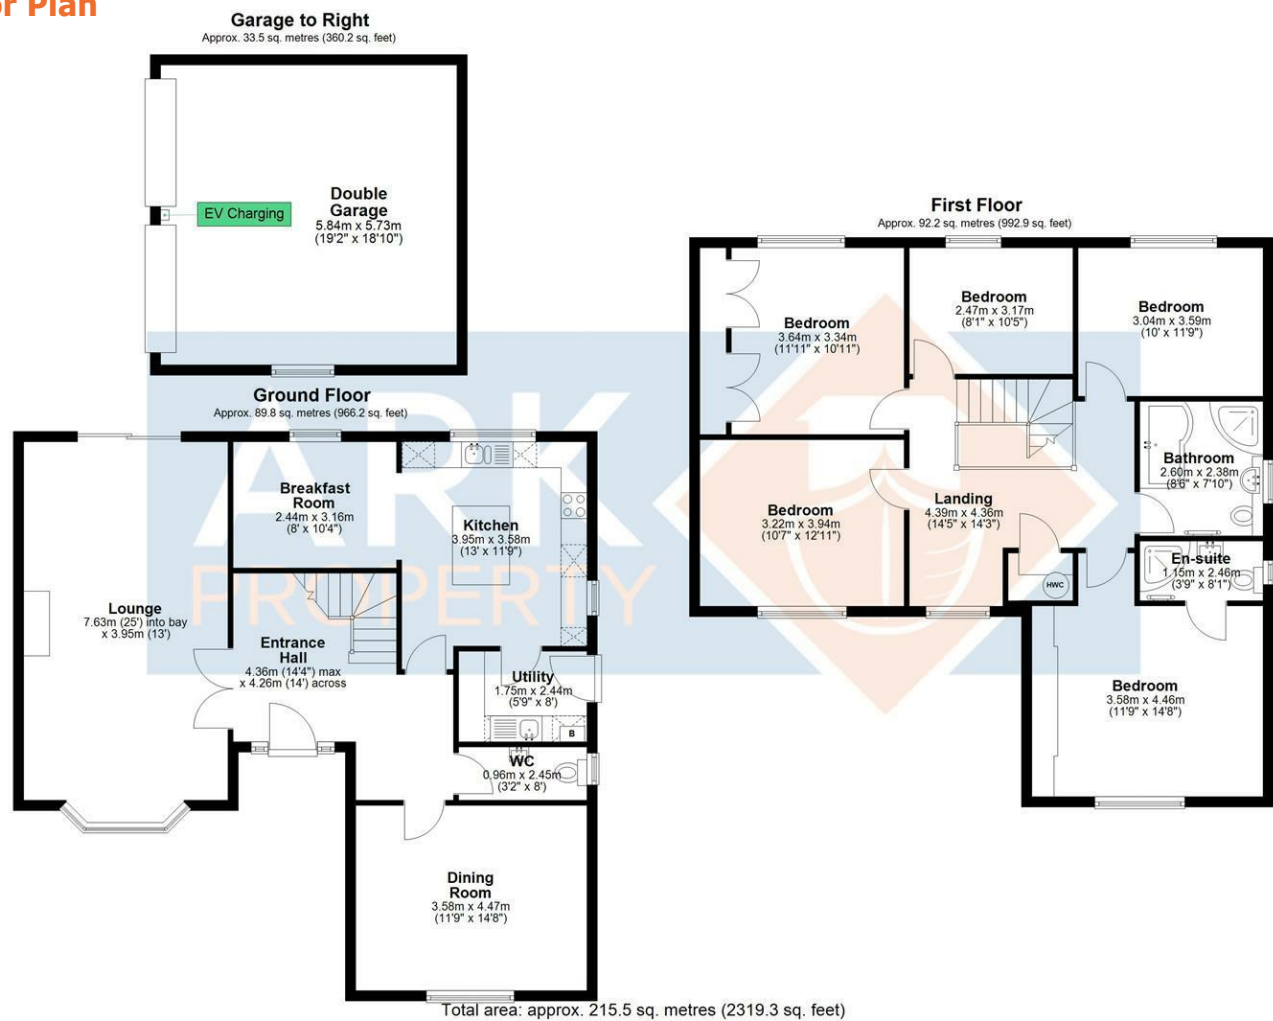 or Plan
Garage to Right
Approx. 33.5 sq. metres (360.2 sq. feet)
EV Charging
Double
Garage
5.84m x 5.73m
(19'2" x 18'10")
Ground Floor
Approx. 89.8 sq. metres (966.2 sq. feet)
Breakfast
Room
2.44m x 3.16m
(8' x 10'4")
Kitchen
3.95m x 3.58m
(13' x 11'9")
Lounge
7.63m (25') into bay
x 3.95m (13')
Entrance
Hall
4.36m (14'4") max
x 4.26m (14') across
Utility
1.75m x 2.44m
(5'9" x 8')
B
WC
0.96m x 2.45m
(3'2" x 8')
Dining
Room
3.58m x 4.47m
(11'9" x 14'8")
First Floor
Approx. 92.2 sq. metres (992.9 sq. feet)
Bedroom
3.64m x 3.34m
(11'11" x 10'11")
Bedroom
2.47m x 3.17m
(8'1" x 10'5")
Bedroom
3.04m x 3.59m
(10' x 11'9")
Bathroom
2.60m x 2.38m
(8'6" x 7'10")
Bedroom
3.22m x 3.94m
(10'7" x 12'11")
Landing
4.39m x 4.36m
(14'5" x 14'3")
HWC
En-suite
1.15m x 2.46m
(3'9" x 8'1")
Bedroom
3.58m x 4.46m
(11'9" x 14'8")
ARK
PROPERTY
Total area: approx. 215.5 sq. metres (2319.3 sq. feet)